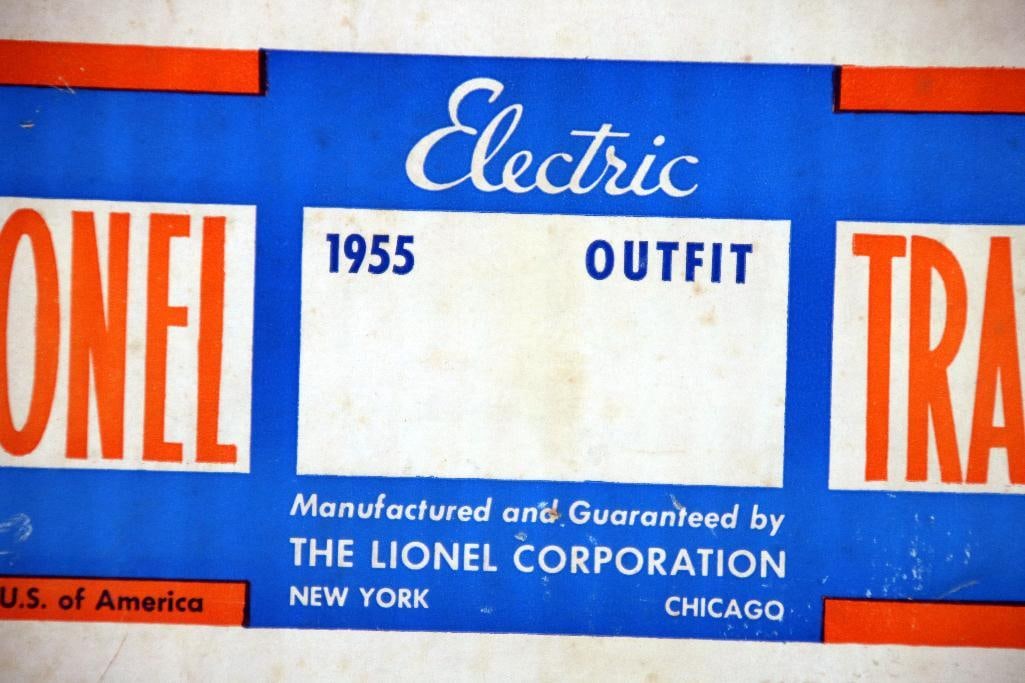 Electric
ONEL
1955 OUTFIT
TRA
Manufactured and Guaranteed by
THE LIONEL CORPORATION
NEW YORK CHICAGO
U.S. of America